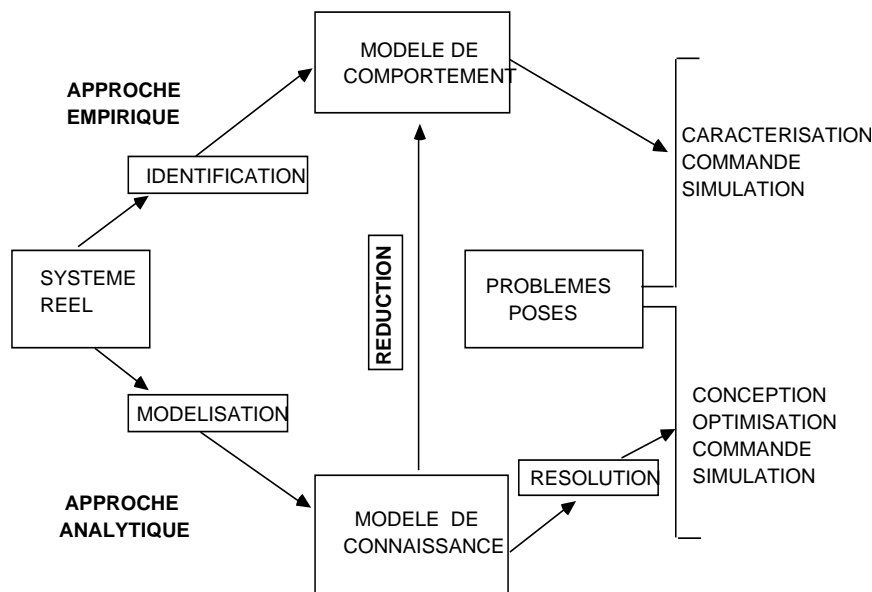 MODELE DE
COMPORTEMENT
APPROCHE
EMPIRIQUE
IDENTIFICATION
CARACTERISATION
COMMANDE
SIMULATION
SYSTEME
REEL
REDUCTION
PROBLEMES
POSES
MODELISATION
CONCEPTION
OPTIMISATION
COMMANDE
SIMULATION
RESOLUTION
APPROCHE
ANALYTIQUE
MODELE DE
CONNAISSANCE